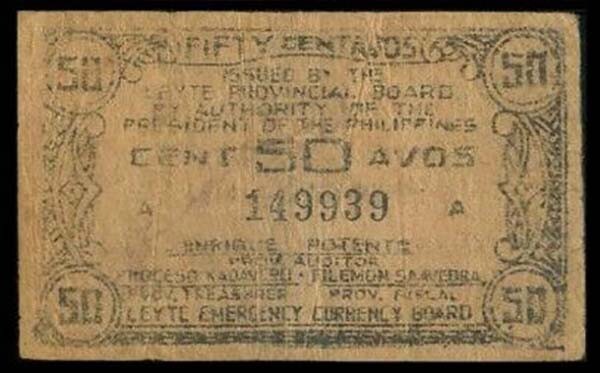 50 FIFTY CENTAVOS 50
ISSUED BY THE
LEYTE PROVINCIAL BOARD
BY AUTHORITY OF THE
PRESIDENT OF THE PHILIPPINES
CENT 50 AVOS
A 149939 A
ENRIQUE POTENTE
PROV. AUDITOR
FILEMON SAAVEDRA
PROV. TREASURER PROV. FISCAL
50 LEYTE EMERGENCY CURRENCY BOARD 50